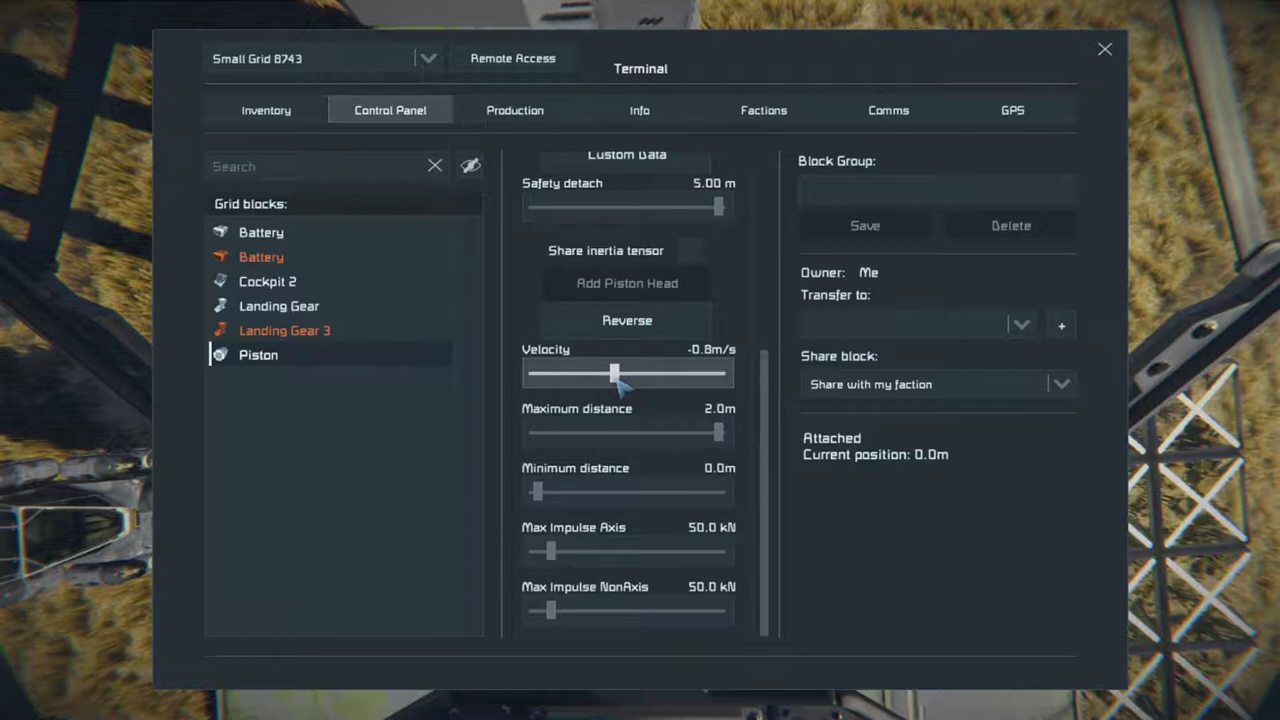 Small Grid 8743
Remote Access
Terminal
Inventory
Control Panel
Production
Info
Factions
Comms
GPS
Search
Grid blocks:
Battery
Battery
Cockpit 2
Landing Gear
Landing Gear 3
Piston
Custom Data
Safety detach 5.00 m
Share inertia tensor
Add Piston Head
Reverse
Velocity -0.8m/s
Maximum distance 2.0m
Minimum distance 0.0m
Max Impulse Axis 50.0 kN
Max Impulse NonAxis 50.0 kN
Block Group:
Save
Delete
Owner: Me
Transfer to:
+
Share block:
Share with my faction
Attached
Current position: 0.0m